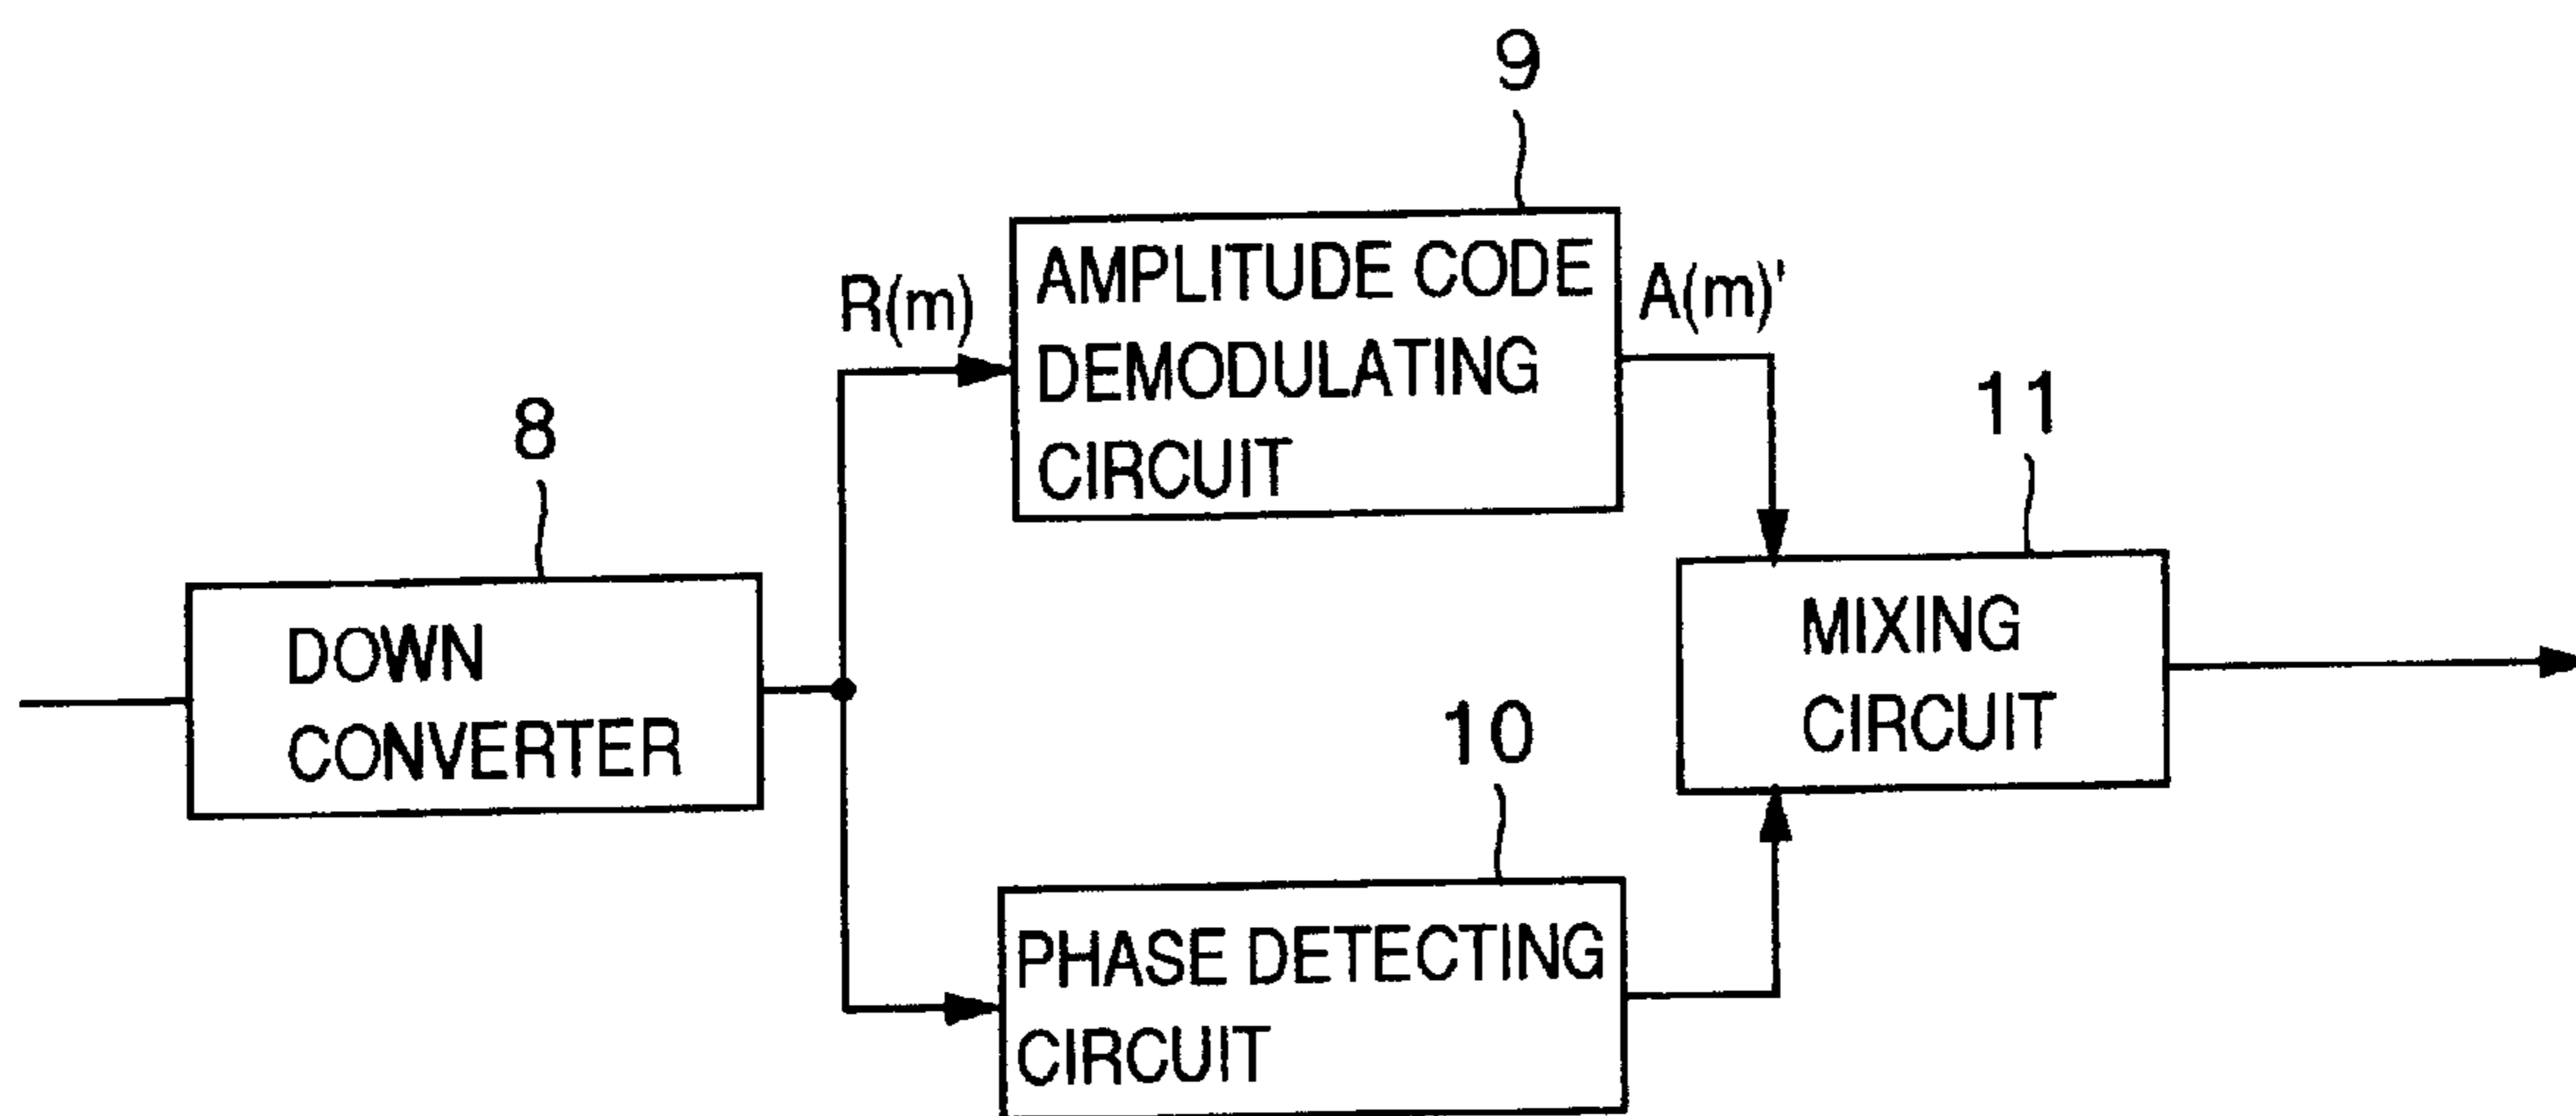 9
AMPLITUDE CODE
DEMODULATING
CIRCUIT
R(m)
A(m)'
8
DOWN
CONVERTER
11
MIXING
CIRCUIT
10
PHASE DETECTING
CIRCUIT